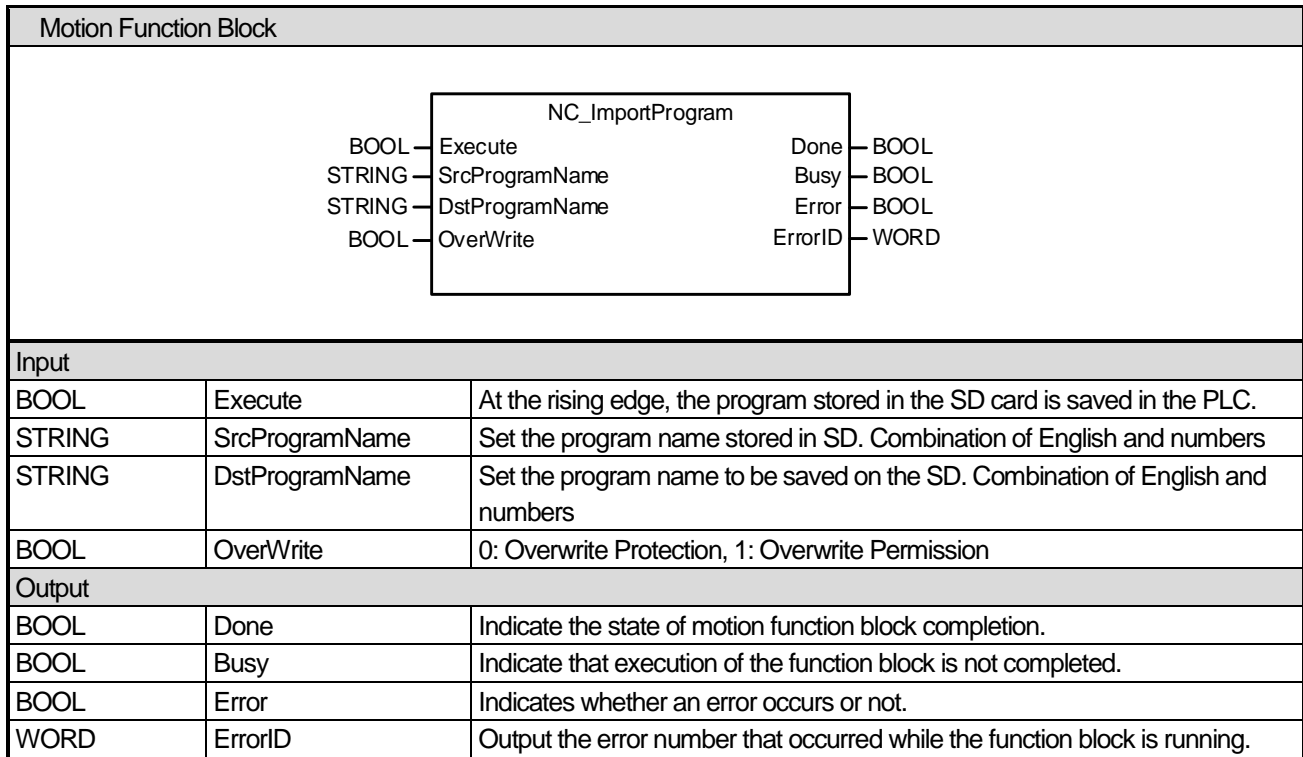 Motion Function Block
NC_ImportProgram
BOOL Execute Done BOOL
STRING SrcProgramName Busy BOOL
STRING DstProgramName Error BOOL
BOOL OverWrite ErrorID WORD
Input
BOOL Execute At the rising edge, the program stored in the SD card is saved in the PLC.
STRING SrcProgramName Set the program name stored in SD. Combination of English and numbers
STRING DstProgramName Set the program name to be saved on the SD. Combination of English and
numbers
BOOL OverWrite 0: Overwrite Protection, 1: Overwrite Permission
Output
BOOL Done Indicate the state of motion function block completion.
BOOL Busy Indicate that execution of the function block is not completed.
BOOL Error Indicates whether an error occurs or not.
WORD ErrorID Output the error number that occurred while the function block is running.